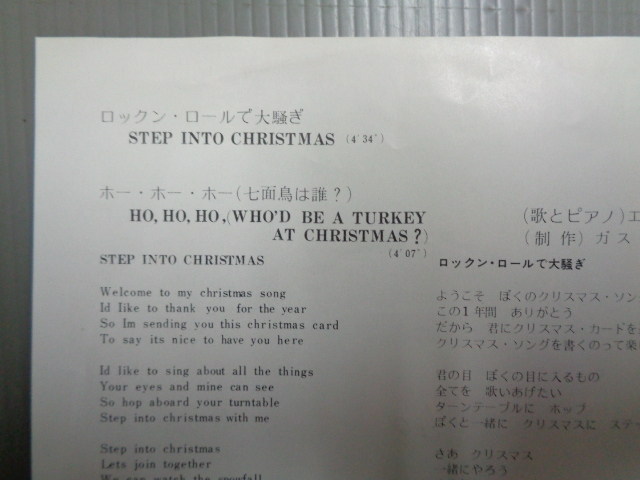 ロックン・ロールで大騒ぎ
STEP INTO CHRISTMAS (4'34")
ホー・ホー・ホー(七面鳥は誰？)
HO, HO, HO,(WHO'D BE A TURKEY
AT CHRISTMAS?)
(4'07")
(歌とピアノ)エ
(制作) ガス
STEP INTO CHRISTMAS
Welcome to my christmas song
Id Iike to thank you for the year
So Im sending you this christmas card
To say its nice to have you here
Id Iike to sing about all the things
Your eyes and mine can see
So hop aboard your turntable
Step into christmas with me
Step into christmas
Lets join together
We can watch the snowfall
ロックン・ロールで大騒ぎ
ようこそ ぼくのクリスマス・ソン
この1年間 ありがとう
だから 君にクリスマス・カードを
クリスマス・ソングを書くのって楽
君の目 ぼくの目に入るもの
全てを 歌いあげたい
ターンテーブルに ホップ
ぼくと一緒に クリスマスに ステッ
さあ クリスマス
一緒にやろう